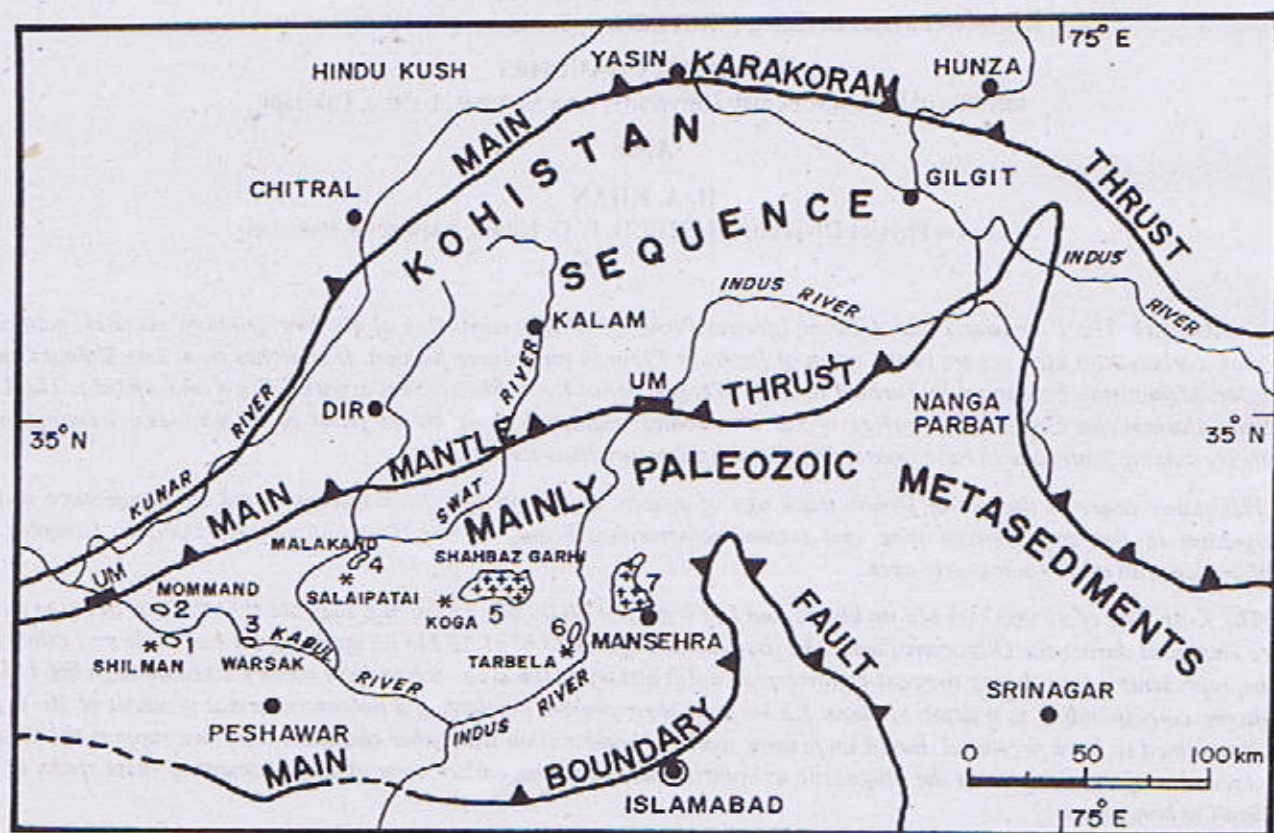 75° E
HINDU KUSH
YASIN
HUNZA
MAIN KARAKORAM THRUST
CHITRAL
GILGIT
KOHISTAN
SEQUENCE
INDUS RIVER
INDUS RIVER
KALAM
DIR
UM
NANGA
PARBAT
35° N
35° N
KUNAR RIVER
SWAT RIVER
MAIN MANTLE THRUST
MAINLY PALEOZOIC METASEDIMENTS
UM
MALAKAND
4
SHAHBAZ GARHI
MOMMAND
2
SALAIPATAI
KOGA
5
7
1
3
6
MANSEHRA
SHILMAN
WARSAK
KABUL RIVER
TARBELA
SRINAGAR
PESHAWAR
INDUS RIVER
MAIN BOUNDARY FAULT
ISLAMABAD
0 50 100 km
75° E